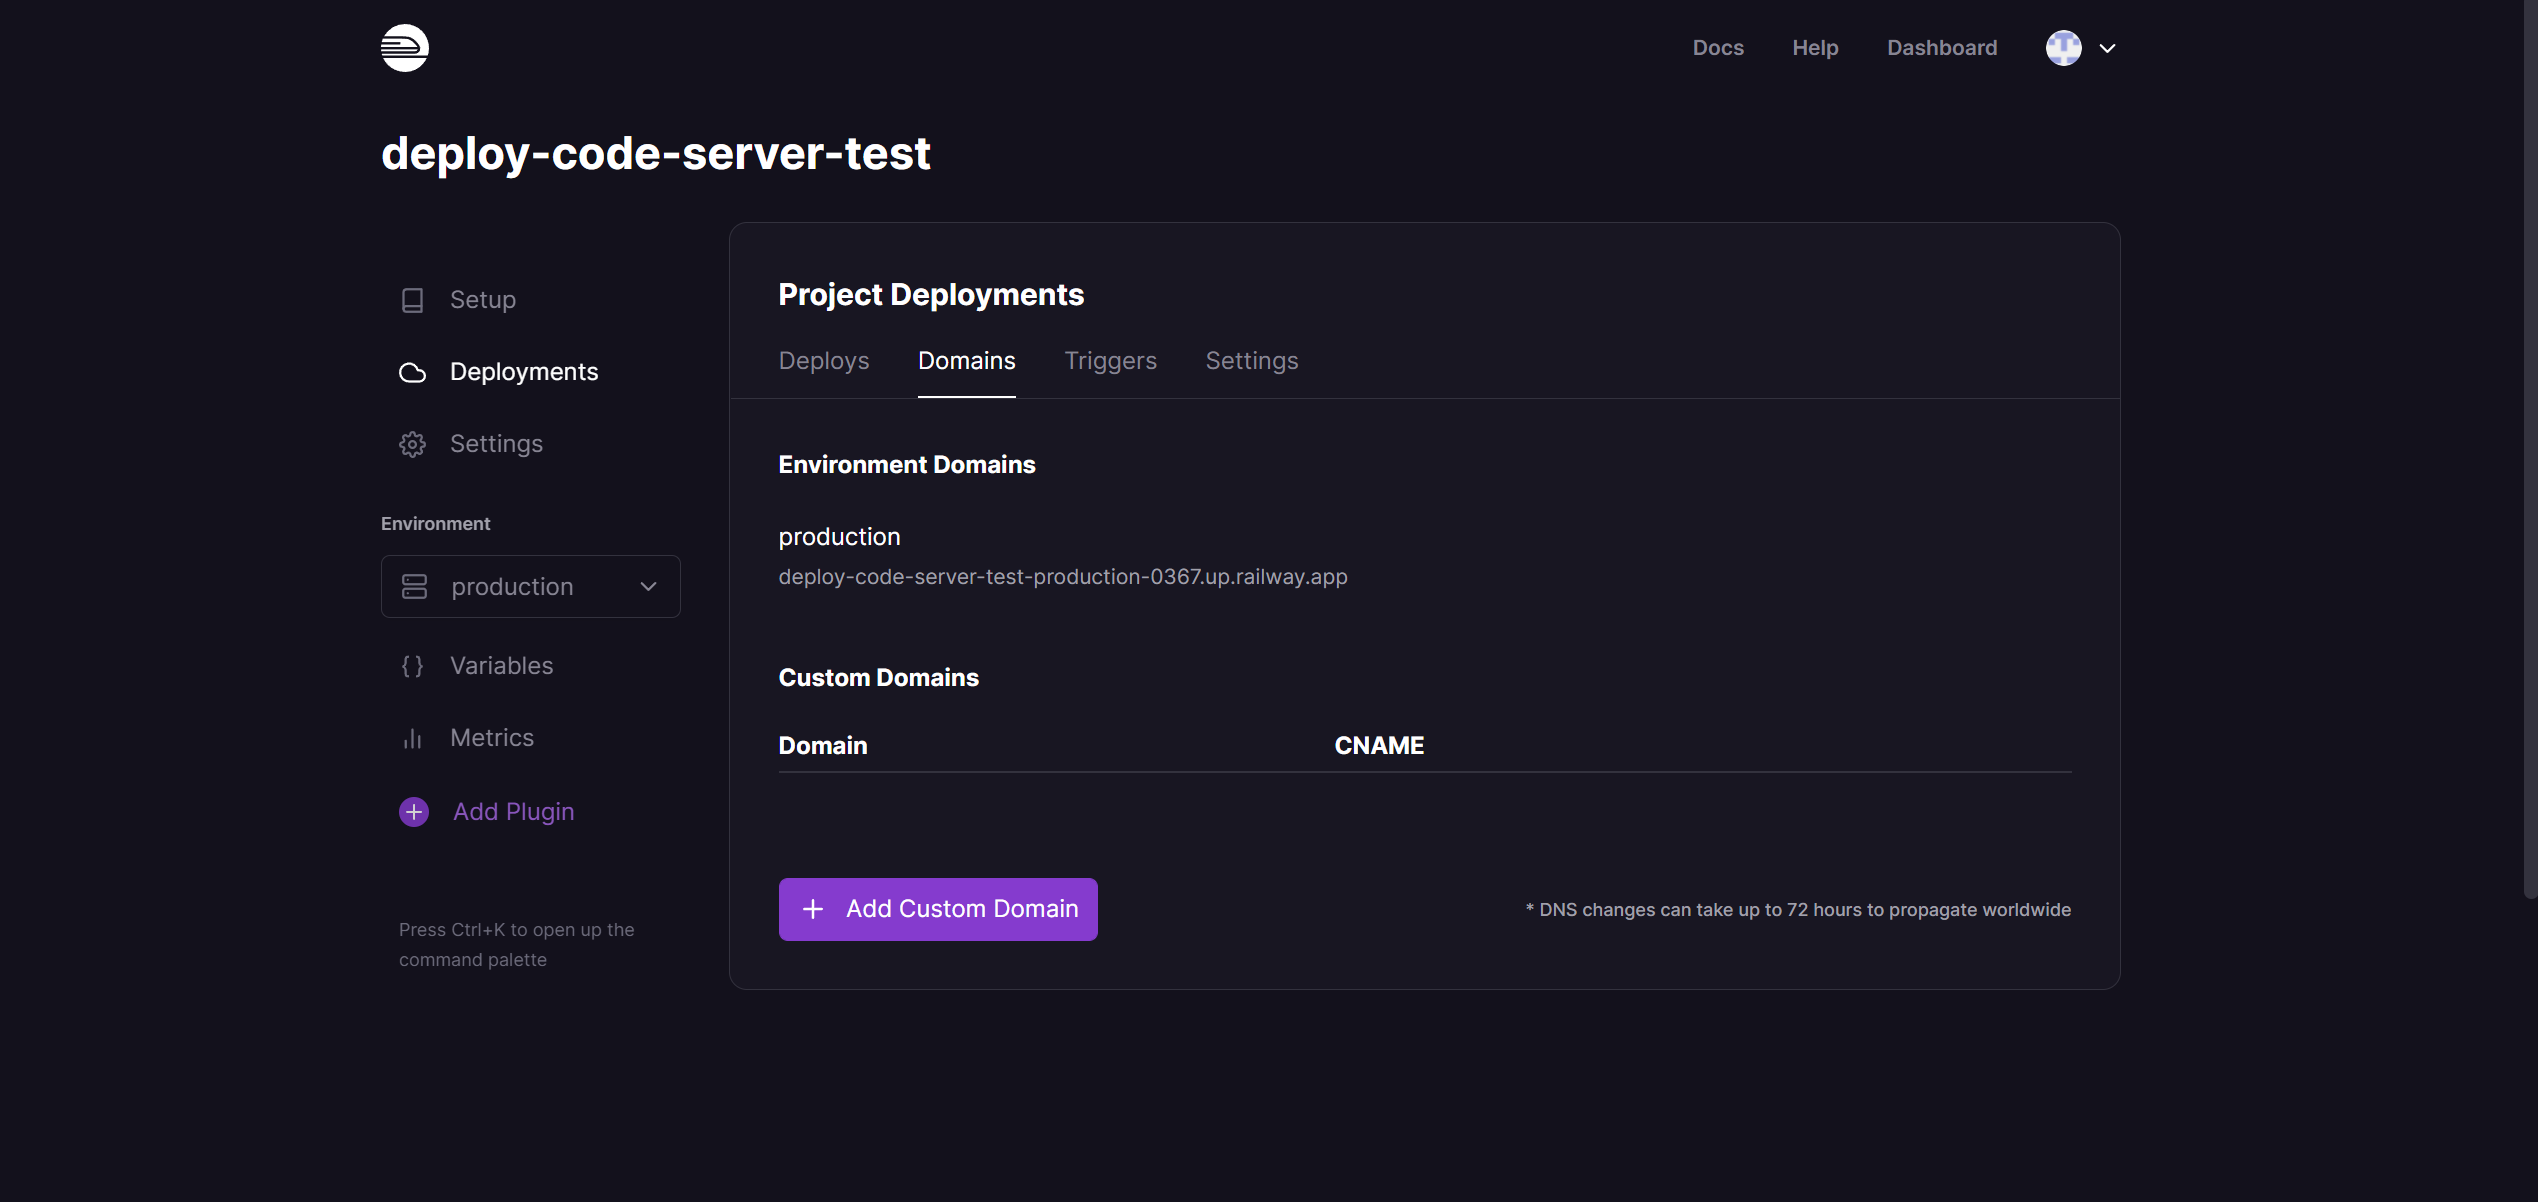 Docs
Help
Dashboard
deploy-code-server-test
Setup
Deployments
Settings
Environment
production
Variables
Metrics
Add Plugin
Press Ctrl+K to open up the
command palette
Project Deployments
Deploys
Domains
Triggers
Settings
Environment Domains
production
deploy-code-server-test-production-0367.up.railway.app
Custom Domains
Domain
CNAME
Add Custom Domain
* DNS changes can take up to 72 hours to propagate worldwide